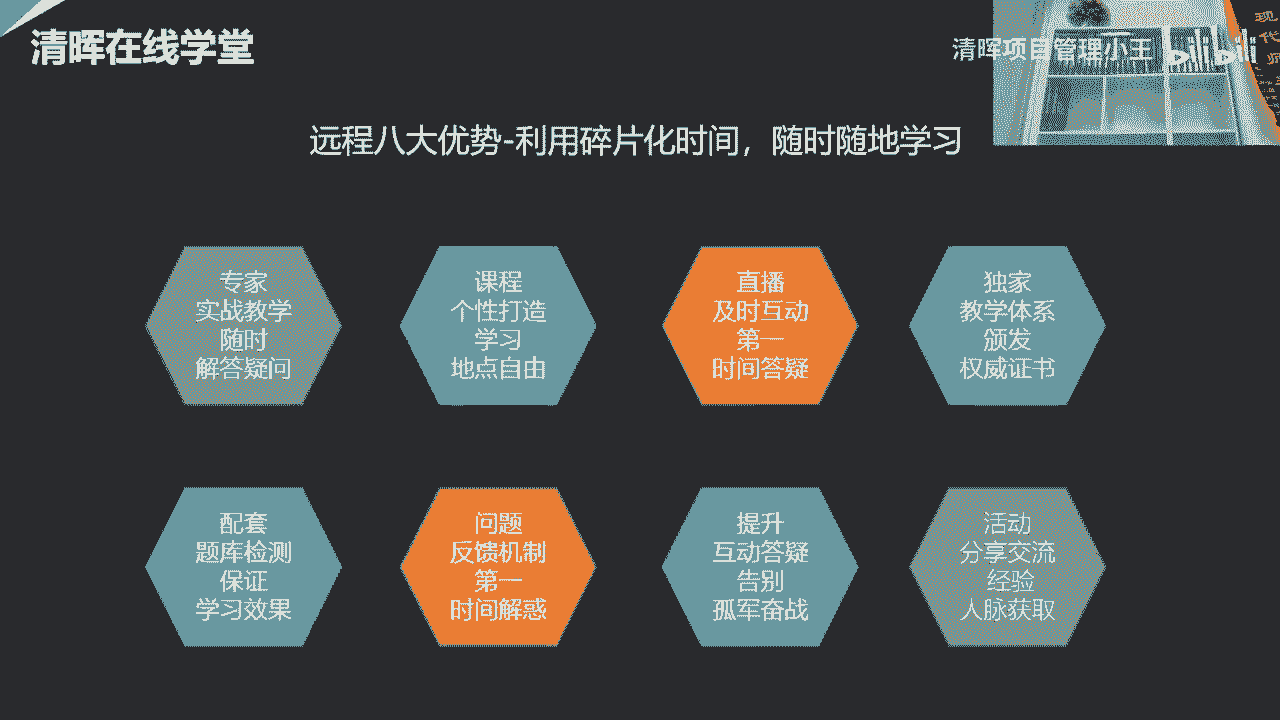 清晖在线学堂
清晖项目管理小王 bilibili
现
代
远程八大优势-利用碎片化时间，随时随地学习
专家
实战教学
随时
解答疑问
课程
个性打造
学习
地点自由
直播
及时互动
第一
时间答疑
独家
教学体系
颁发
权威证书
配套
题库检测
保证
学习效果
问题
反馈机制
第一
时间解惑
提升
互动答疑
告别
孤军奋战
活动
分享交流
经验
人脉获取